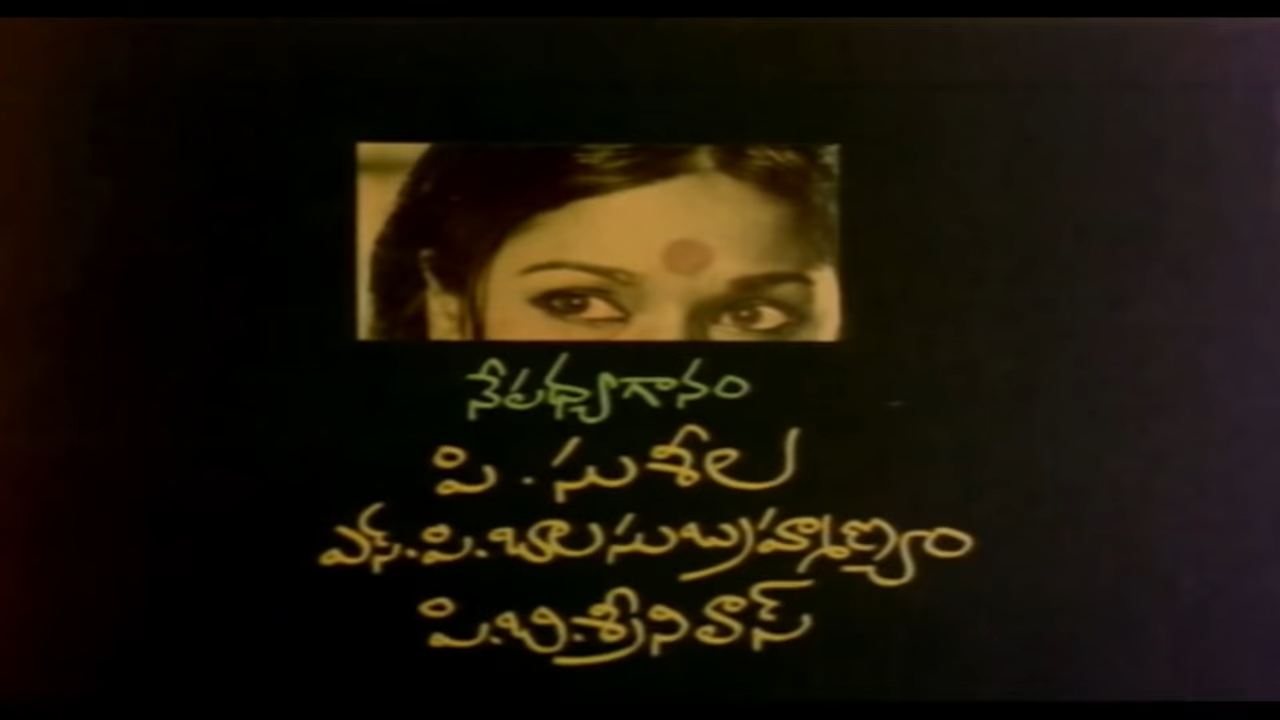 నేపథ్యగానం
పి. సుశీల
ఎస్.పి.బాలసుబ్రహ్మణ్యం
పి.బి.శ్రీనివాస్